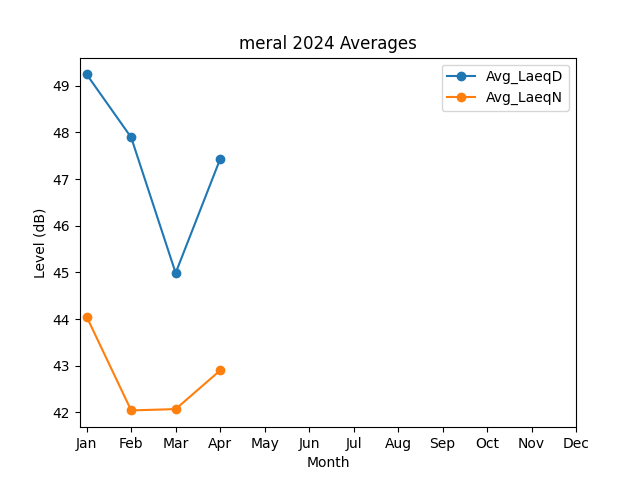 meral 2024 Averages
Avg_LaeqD
Avg_LaeqN
Level (dB)
49
48
47
46
45
44
43
42
Jan Feb Mar Apr May Jun Jul Aug Sep Oct Nov Dec
Month